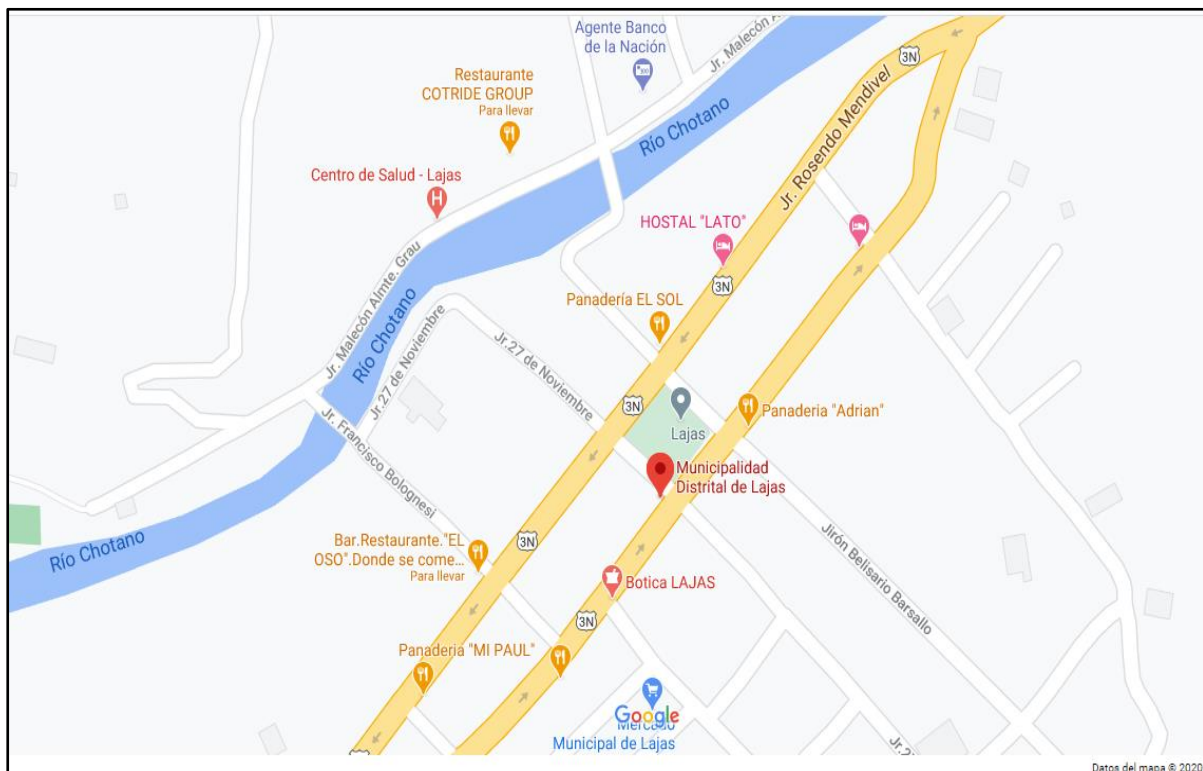 Agente Banco
de la Nación
Jr. Malecón A
Restaurante
COTRIDE GROUP
Para llevar
3N
Jr. Rosendo Mendivel
Río Chotano
Centro de Salud - Lajas
HOSTAL "LATO"
Jr. Malecón Almte. Grau
3N
Río Chotano
Panadería EL SOL
Jr.27 de Noviembre
Jr.27 de Noviembre
3N
Panaderia "Adrian"
Lajas
Jr. Francisco Bolognesi
Municipalidad
Distrital de Lajas
Río Chotano
Bar.Restaurante."EL
OSO".Donde se come...
Para llevar
3N
Jirón Belisario Barsallo
Botica LAJAS
3N
Panaderia "MI PAUL"
Google
Mercado
Municipal de Lajas
Jr.2
3N
Datos del mapa © 2020